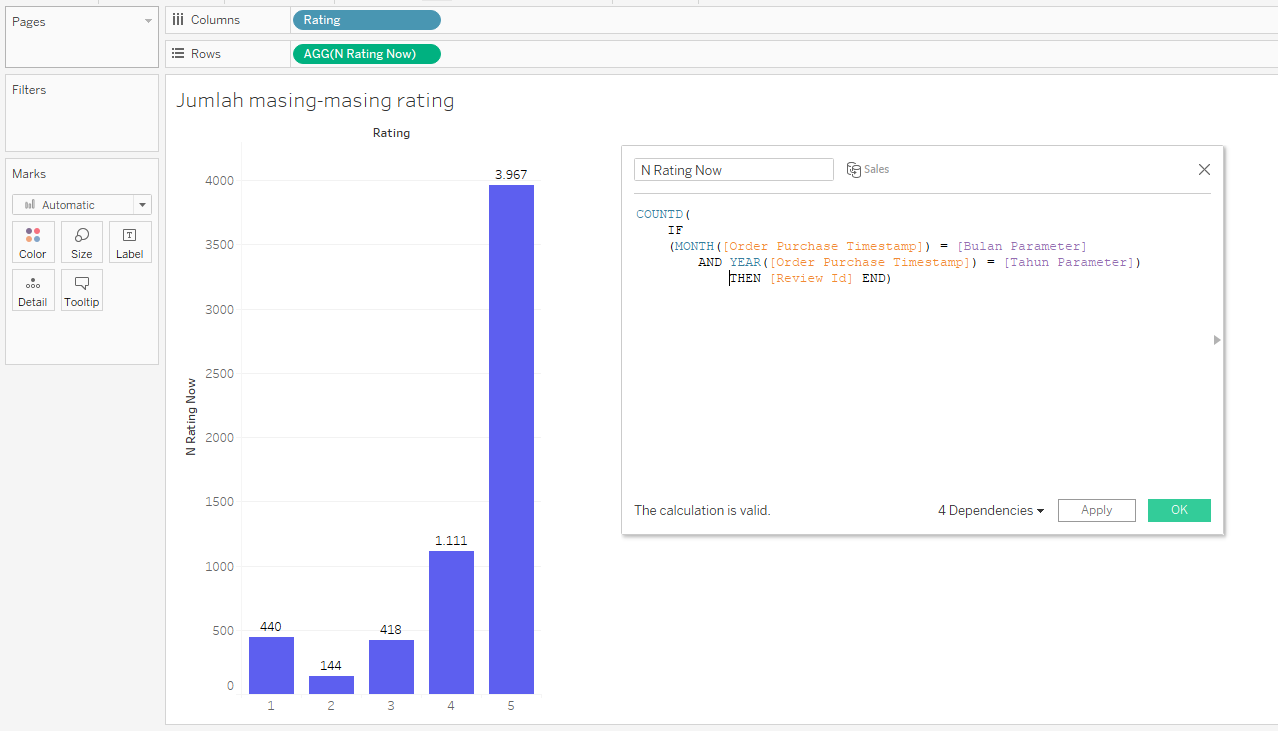 Pages
Columns
Rating
Rows
AGG(N Rating Now)
Filters
Marks
Automatic
Color
Size
Label
Detail
Tooltip
Jumlah masing-masing rating
Rating
N Rating Now
4000
3500
3000
2500
2000
1500
1000
500
0
440
144
418
1.111
3.967
1
2
3
4
5
N Rating Now
Sales
COUNTD(
IF
(MONTH([Order Purchase Timestamp]) = [Bulan Parameter]
AND YEAR([Order Purchase Timestamp]) = [Tahun Parameter])
THEN [Review Id] END)
The calculation is valid.
4 Dependencies
Apply
OK